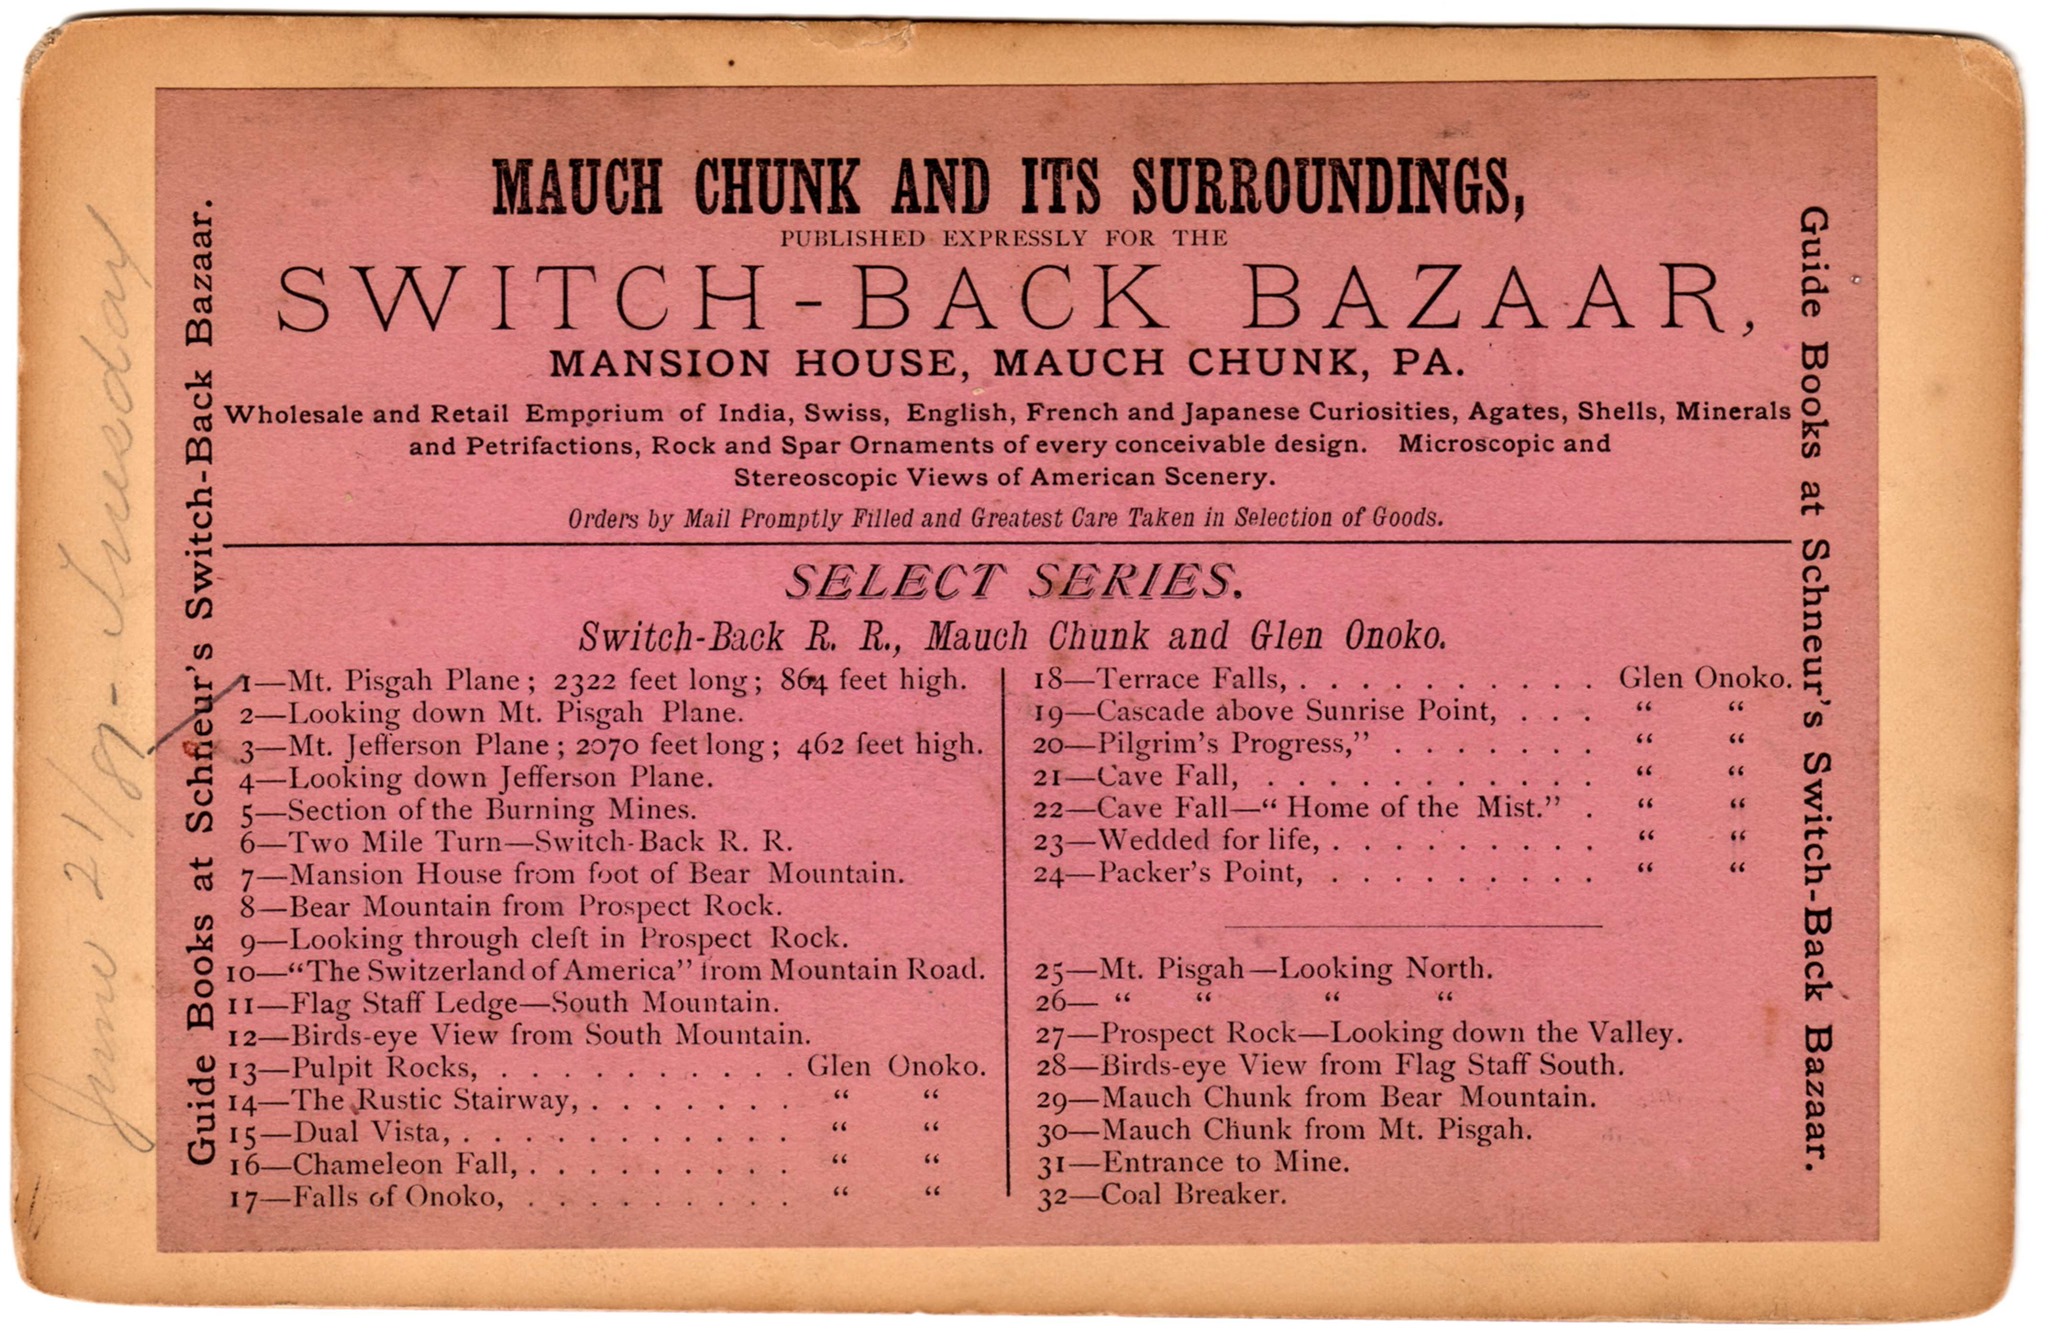 MAUCH CHUNK AND ITS SURROUNDINGS,
PUBLISHED EXPRESSLY FOR THE
SWITCH-BACK BAZAAR,
MANSION HOUSE, MAUCH CHUNK, PA.
Wholesale and Retail Emporium of India, Swiss, English, French and Japanese Curiosities, Agates, Shells, Minerals
and Petrifactions, Rock and Spar Ornaments of every conceivable design. Microscopic and
Stereoscopic Views of American Scenery.
Orders by Mail Promptly Filled and Greatest Care Taken in Selection of Goods.
SELECT SERIES.
Switch-Back R. R., Mauch Chunk and Glen Onoko.
1—Mt. Pisgah Plane; 2322 feet long; 864 feet high.
2—Looking down Mt. Pisgah Plane.
3—Mt. Jefferson Plane; 2070 feet long; 462 feet high.
4—Looking down Jefferson Plane.
5—Section of the Burning Mines.
6—Two Mile Turn—Switch-Back R. R.
7—Mansion House from foot of Bear Mountain.
8—Bear Mountain from Prospect Rock.
9—Looking through cleft in Prospect Rock.
10—“The Switzerland of America” from Mountain Road.
11—Flag Staff Ledge—South Mountain.
12—Birds-eye View from South Mountain.
13—Pulpit Rocks, . . . . . . . . . . Glen Onoko.
14—The Rustic Stairway, . . . . . . . “ “
15—Dual Vista, . . . . . . . . . . . . “ “
16—Chameleon Fall, . . . . . . . . . “ “
17—Falls of Onoko, . . . . . . . . . “ “
18—Terrace Falls, . . . . . . . . . . Glen Onoko.
19—Cascade above Sunrise Point, . . . “ “
20—Pilgrim's Progress,” . . . . . . . “ “
21—Cave Fall, . . . . . . . . . . . “ “
22—Cave Fall—“Home of the Mist.” . “ “
23—Wedded for life, . . . . . . . . . “ “
24—Packer's Point, . . . . . . . . . “ “
25—Mt. Pisgah—Looking North.
26— “ “ “ “
27—Prospect Rock—Looking down the Valley.
28—Birds-eye View from Flag Staff South.
29—Mauch Chunk from Bear Mountain.
30—Mauch Chunk from Mt. Pisgah.
31—Entrance to Mine.
32—Coal Breaker.
Guide Books at Schneur's Switch-Back Bazaar.
Guide Books at Schneur's Switch-Back Bazaar.
June 21/87 - Tuesday